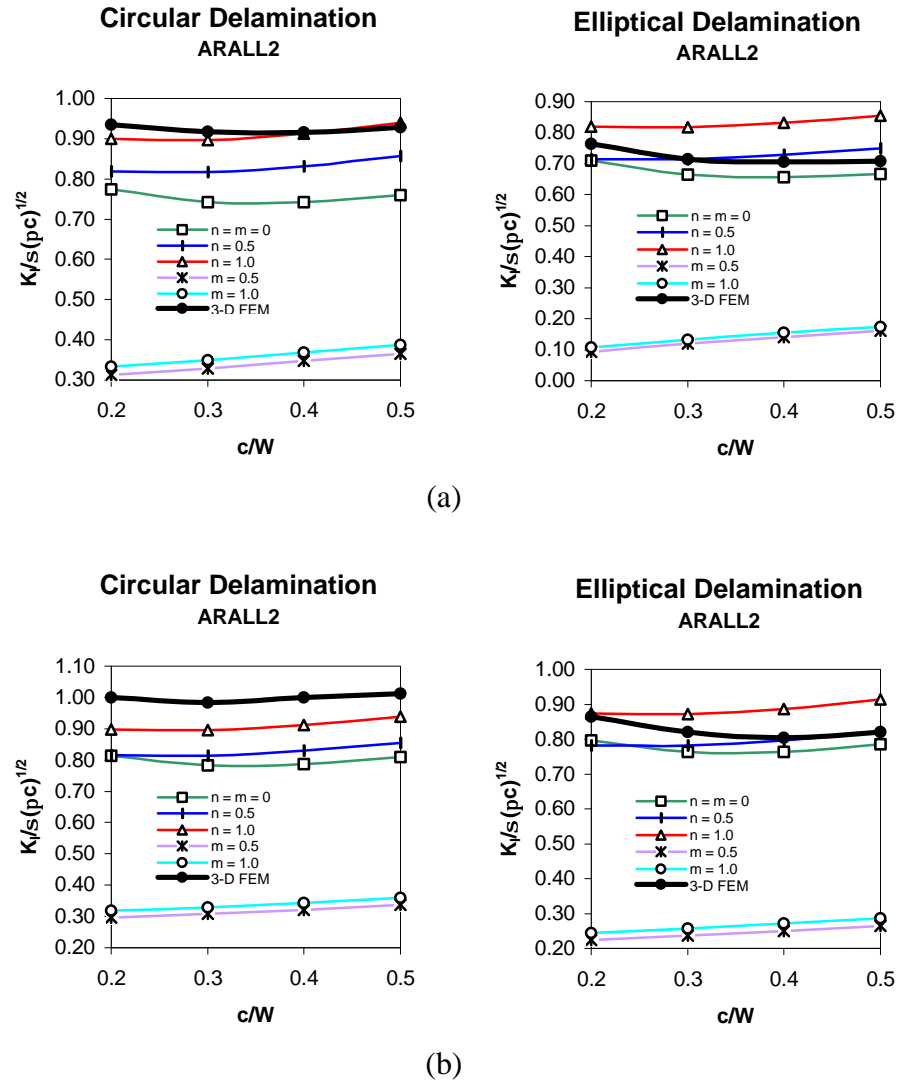 Circular Delamination
ARALL2
1.00
0.90
0.80
0.70
0.60
0.50
0.40
0.30
K_I/s(pc)^1/2
n = m = 0
n = 0.5
n = 1.0
m = 0.5
m = 1.0
3-D FEM
0.2 0.3 0.4 0.5
c/W
Elliptical Delamination
ARALL2
0.90
0.80
0.70
0.60
0.50
0.40
0.30
0.20
0.10
0.00
K_I/s(pc)^1/2
n = m = 0
n = 0.5
n = 1.0
m = 0.5
m = 1.0
3-D FEM
0.2 0.3 0.4 0.5
c/W
(a)
Circular Delamination
ARALL2
1.10
1.00
0.90
0.80
0.70
0.60
0.50
0.40
0.30
0.20
K_I/s(pc)^1/2
n = m = 0
n = 0.5
n = 1.0
m = 0.5
m = 1.0
3-D FEM
0.2 0.3 0.4 0.5
c/W
Elliptical Delamination
ARALL2
1.00
0.90
0.80
0.70
0.60
0.50
0.40
0.30
0.20
K_I/s(pc)^1/2
n = m = 0
n = 0.5
n = 1.0
m = 0.5
m = 1.0
3-D FEM
0.2 0.3 0.4 0.5
c/W
(b)